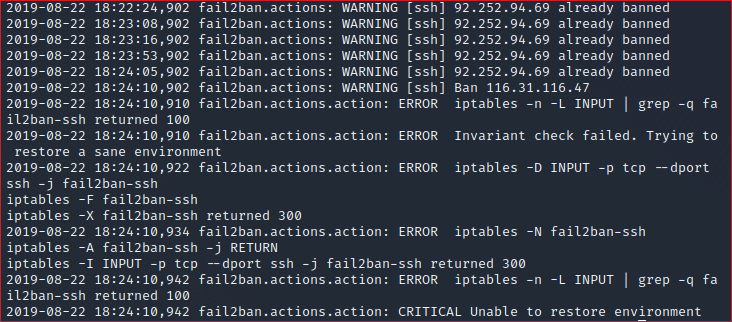 2019-08-22 18:22:24,902 fail2ban.actions: WARNING [ssh] 92.252.94.69 already banned
2019-08-22 18:23:08,902 fail2ban.actions: WARNING [ssh] 92.252.94.69 already banned
2019-08-22 18:23:16,902 fail2ban.actions: WARNING [ssh] 92.252.94.69 already banned
2019-08-22 18:23:53,902 fail2ban.actions: WARNING [ssh] 92.252.94.69 already banned
2019-08-22 18:24:05,902 fail2ban.actions: WARNING [ssh] 92.252.94.69 already banned
2019-08-22 18:24:10,902 fail2ban.actions: WARNING [ssh] Ban 116.31.116.47
2019-08-22 18:24:10,910 fail2ban.actions.action: ERROR  iptables -n -L INPUT | grep -q fa
il2ban-ssh returned 100
2019-08-22 18:24:10,910 fail2ban.actions.action: ERROR  Invariant check failed. Trying to
 restore a sane environment
2019-08-22 18:24:10,922 fail2ban.actions.action: ERROR  iptables -D INPUT -p tcp --dport
ssh -j fail2ban-ssh
iptables -F fail2ban-ssh
iptables -X fail2ban-ssh returned 300
2019-08-22 18:24:10,934 fail2ban.actions.action: ERROR  iptables -N fail2ban-ssh
iptables -A fail2ban-ssh -j RETURN
iptables -I INPUT -p tcp --dport ssh -j fail2ban-ssh returned 300
2019-08-22 18:24:10,942 fail2ban.actions.action: ERROR  iptables -n -L INPUT | grep -q fa
il2ban-ssh returned 100
2019-08-22 18:24:10,942 fail2ban.actions.action: CRITICAL Unable to restore environment